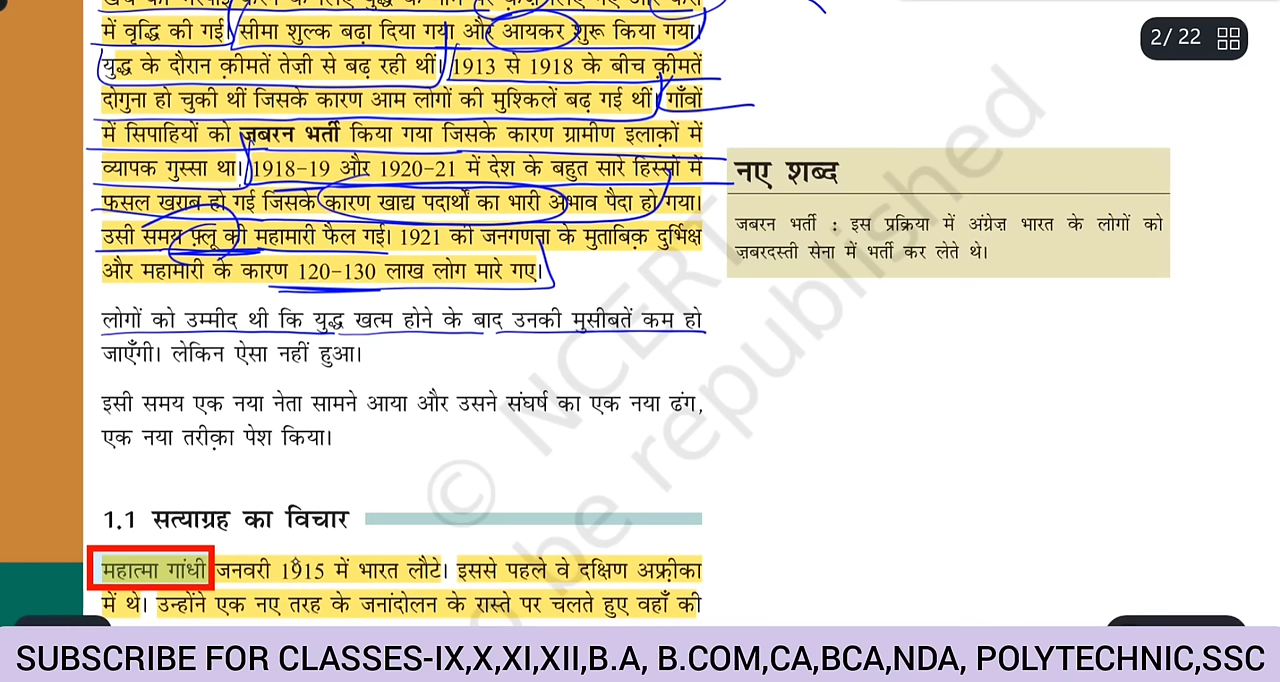 में वृद्धि की गई। सीमा शुल्क बढ़ा दिया गया और आयकर शुरू किया गया।
युद्ध के दौरान क़ीमतें तेज़ी से बढ़ रही थीं। 1913 से 1918 के बीच क़ीमतें
दोगुना हो चुकी थीं जिसके कारण आम लोगों की मुश्किलें बढ़ गई थीं। गाँवों
में सिपाहियों को ज़बरन भर्ती किया गया जिसके कारण ग्रामीण इलाक़ों में
व्यापक गुस्सा था। 1918-19 और 1920-21 में देश के बहुत सारे हिस्सों में
फसल खराब हो गई जिसके कारण खाद्य पदार्थों का भारी अभाव पैदा हो गया।
उसी समय फ़्लू की महामारी फैल गई। 1921 की जनगणना के मुताबिक़ दुर्भिक्ष
और महामारी के कारण 120-130 लाख लोग मारे गए।
लोगों को उम्मीद थी कि युद्ध खत्म होने के बाद उनकी मुसीबतें कम हो
जाएँगी। लेकिन ऐसा नहीं हुआ।
इसी समय एक नया नेता सामने आया और उसने संघर्ष का एक नया ढंग,
एक नया तरीक़ा पेश किया।
1.1 सत्याग्रह का विचार
महात्मा गांधी जनवरी 1915 में भारत लौटे। इससे पहले वे दक्षिण अफ़्रीका
में थे। उन्होंने एक नए तरह के जनांदोलन के रास्ते पर चलते हुए वहाँ की
2/ 22
नए शब्द
जबरन भर्ती : इस प्रक्रिया में अंग्रेज़ भारत के लोगों को
ज़बरदस्ती सेना में भर्ती कर लेते थे।
© NCERT
be republished
SUBSCRIBE FOR CLASSES-IX,X,XI,XII,B.A, B.COM,CA,BCA,NDA, POLYTECHNIC,SSC